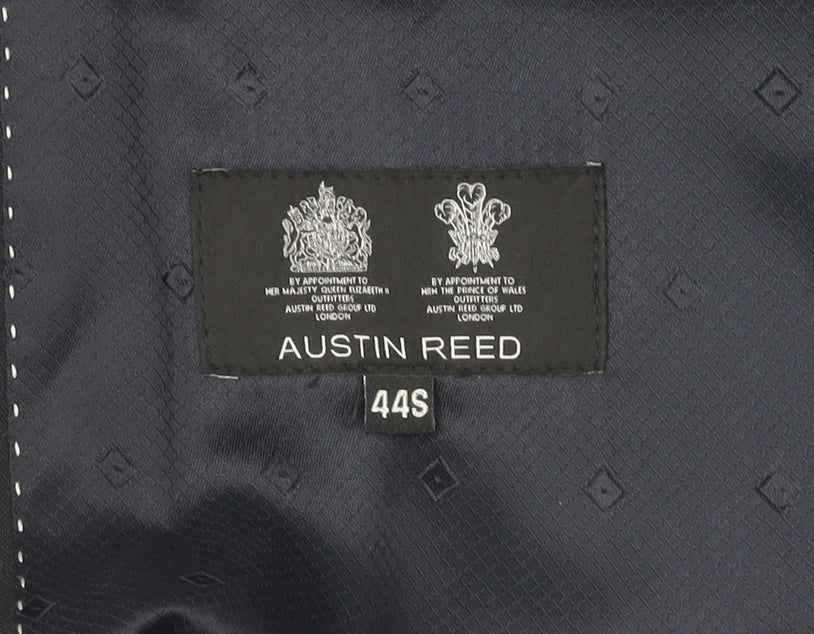 BY APPOINTMENT TO
HER MAJESTY QUEEN ELIZABETH II
OUTFITTERS
AUSTIN REED GROUP LTD
LONDON
BY APPOINTMENT TO
HRH THE PRINCE OF WALES
OUTFITTERS
AUSTIN REED GROUP LTD
LONDON
AUSTIN REED
44S